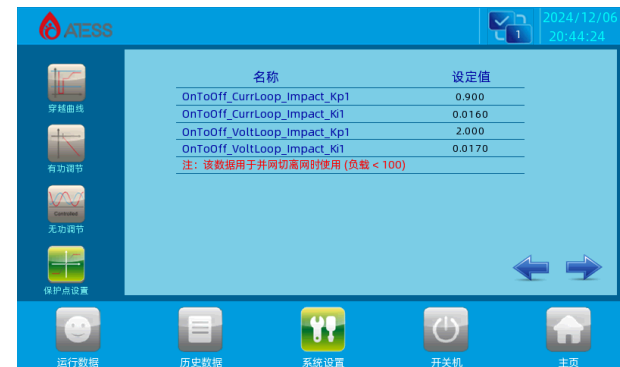 ATESS
1
2024/12/06
20:44:24
穿越曲线
有功调节
Controlled
无功调节
保护点设置
名称 设定值
OnToOff_CurrLoop_Impact_Kp1 0.900
OnToOff_CurrLoop_Impact_Ki1 0.0160
OnToOff_VoltLoop_Impact_Kp1 2.000
OnToOff_VoltLoop_Impact_Ki1 0.0170
注：该数据用于并网切离网时使用 (负载 < 100)
运行数据 历史数据 系统设置 开关机 主页